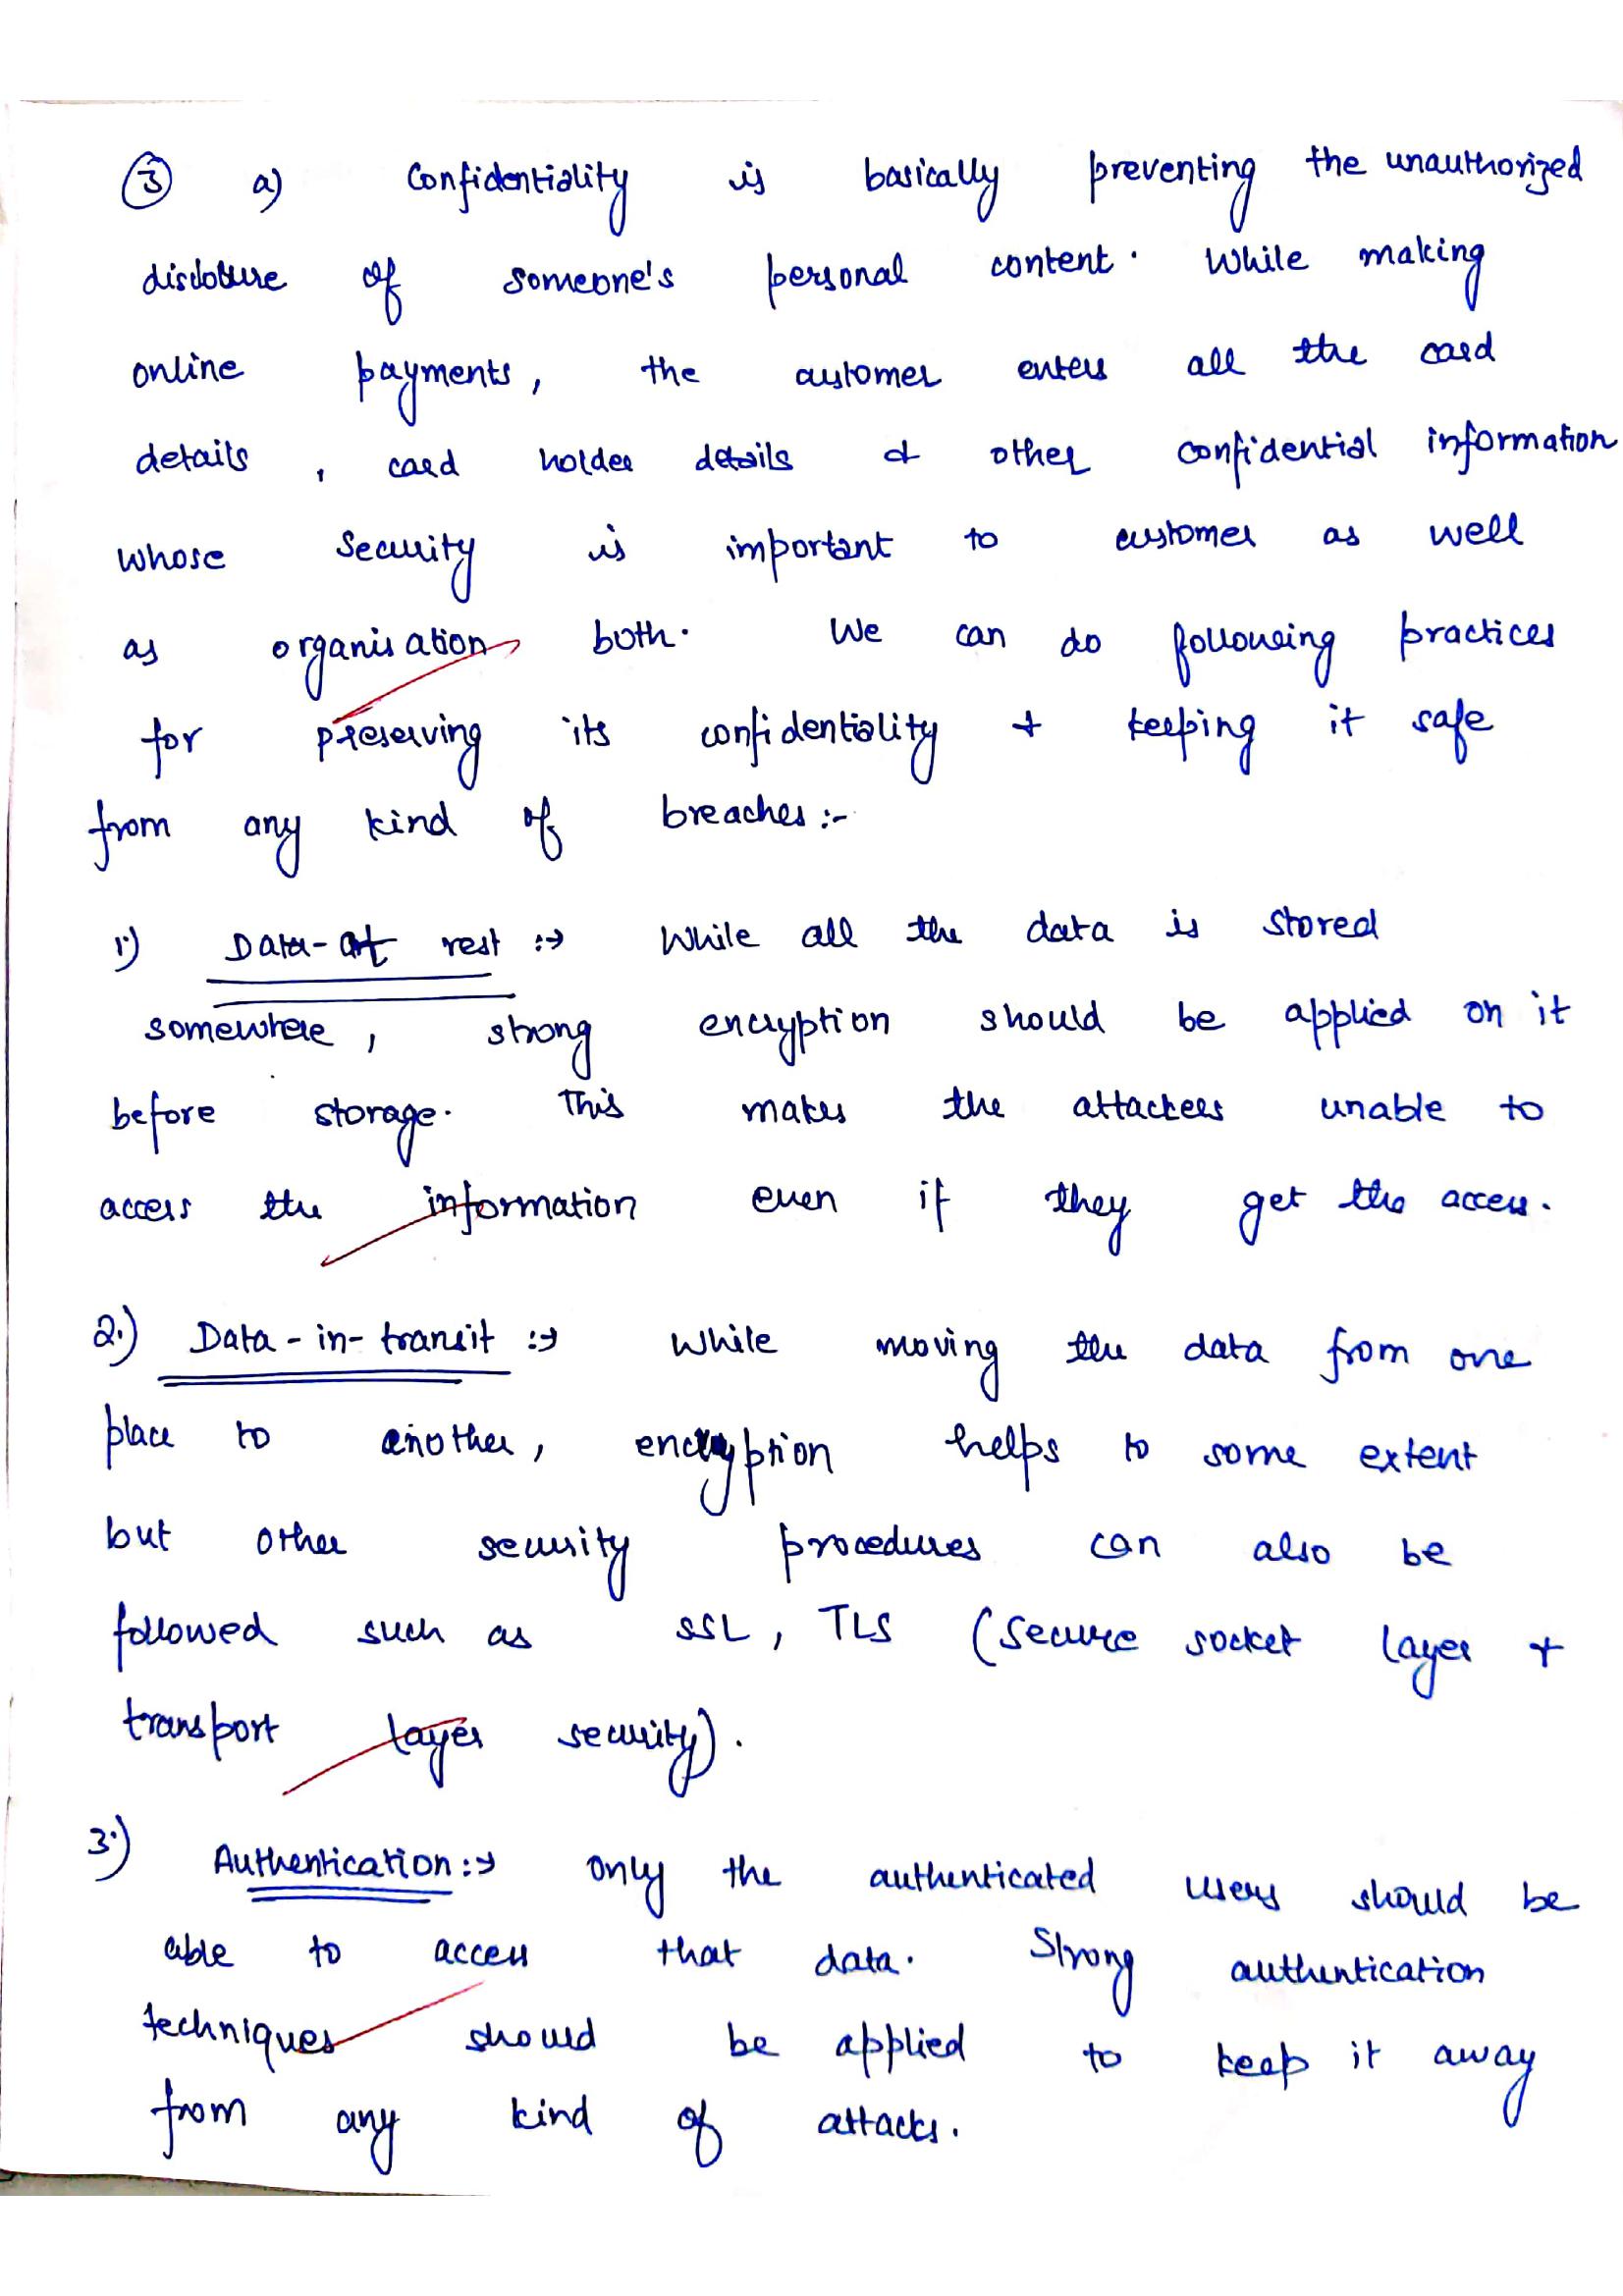 ③ a) Confidentiality is basically preventing the unauthorized
disclosure of someone's personal content. While making
online payments, the customer enters all the card
details, card holder details & other confidential information
whose security is important to customer as well
as organisation both. We can do following practices
for preserving its confidentiality + keeping it safe
from any kind of breaches :-
1) Data-at rest :→ While all the data is stored
somewhere, strong encryption should be applied on it
before storage. This makes the attackers unable to
access the information even if they get the access.
2.) Data-in-transit :→ While moving the data from one
place to another, encryption helps to some extent
but other security procedures can also be
followed such as SSL, TLS (Secure socket layer +
transport layer security).
3.) Authentication :→ Only the authenticated users should be
able to access that data. Strong authentication
techniques should be applied to keep it away
from any kind of attacks.